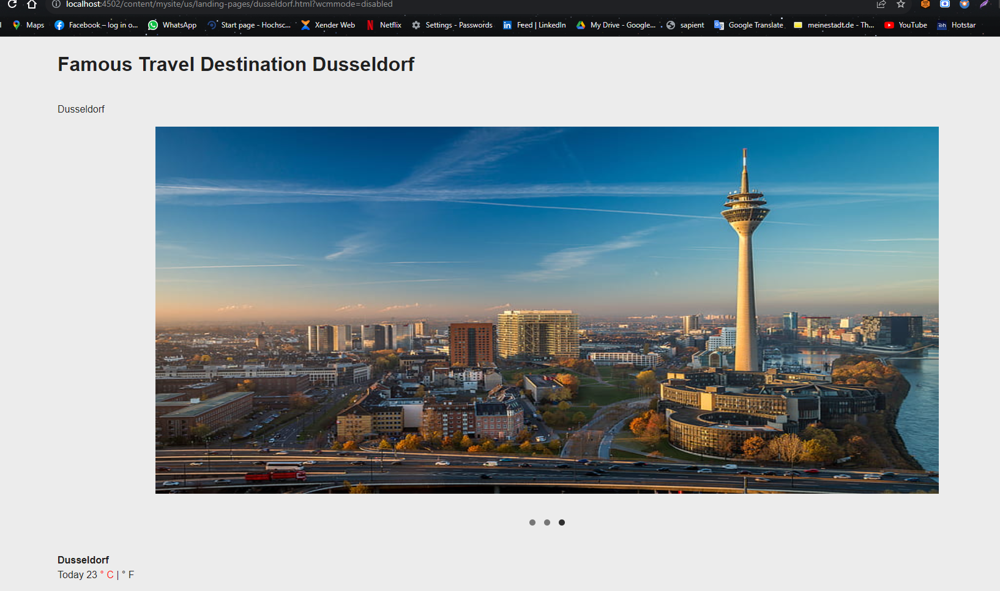 localhost:4502/content/mysite/us/landing-pages/dusseldorf.html?wcmmode=disabled
Maps Facebook – log in o... WhatsApp Start page - Hochsc... Xender Web Netflix Settings - Passwords Feed | LinkedIn My Drive - Google... sapient Google Translate meinestadt.de - Th... YouTube Hotstar
Famous Travel Destination Dusseldorf
Dusseldorf
Dusseldorf
Today 23 ° C | ° F